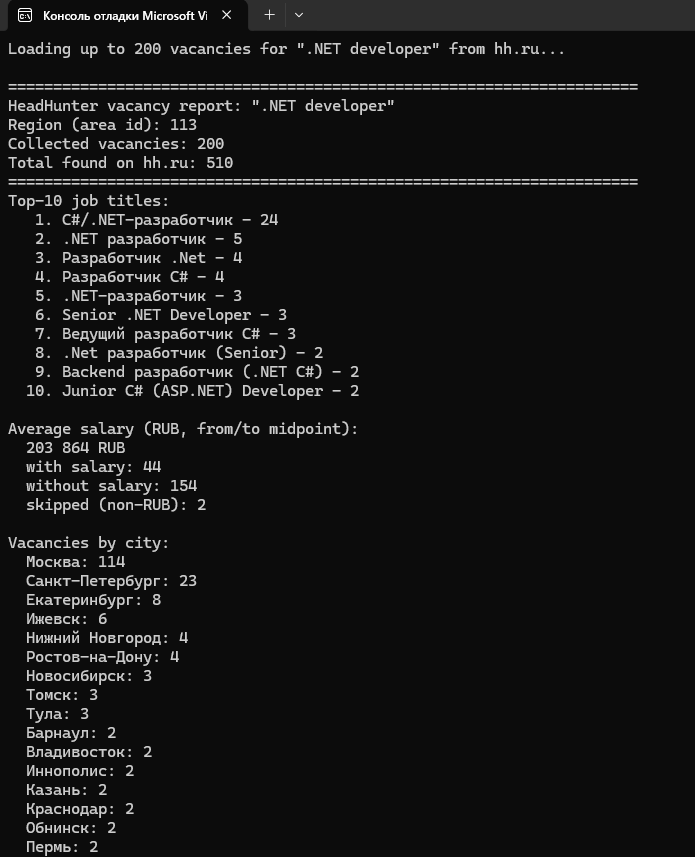 Консоль отладки Microsoft Vi
Loading up to 200 vacancies for ".NET developer" from hh.ru...
======================================================================
HeadHunter vacancy report: ".NET developer"
Region (area id): 113
Collected vacancies: 200
Total found on hh.ru: 510
======================================================================
Top-10 job titles:
1. C#/.NET-разработчик - 24
2. .NET разработчик - 5
3. Разработчик .Net - 4
4. Разработчик C# - 4
5. .NET-разработчик - 3
6. Senior .NET Developer - 3
7. Ведущий разработчик C# - 3
8. .Net разработчик (Senior) - 2
9. Backend разработчик (.NET C#) - 2
10. Junior C# (ASP.NET) Developer - 2
Average salary (RUB, from/to midpoint):
203 864 RUB
with salary: 44
without salary: 154
skipped (non-RUB): 2
Vacancies by city:
Москва: 114
Санкт-Петербург: 23
Екатеринбург: 8
Ижевск: 6
Нижний Новгород: 4
Ростов-на-Дону: 4
Новосибирск: 3
Томск: 3
Тула: 3
Барнаул: 2
Владивосток: 2
Иннополис: 2
Казань: 2
Краснодар: 2
Обнинск: 2
Пермь: 2